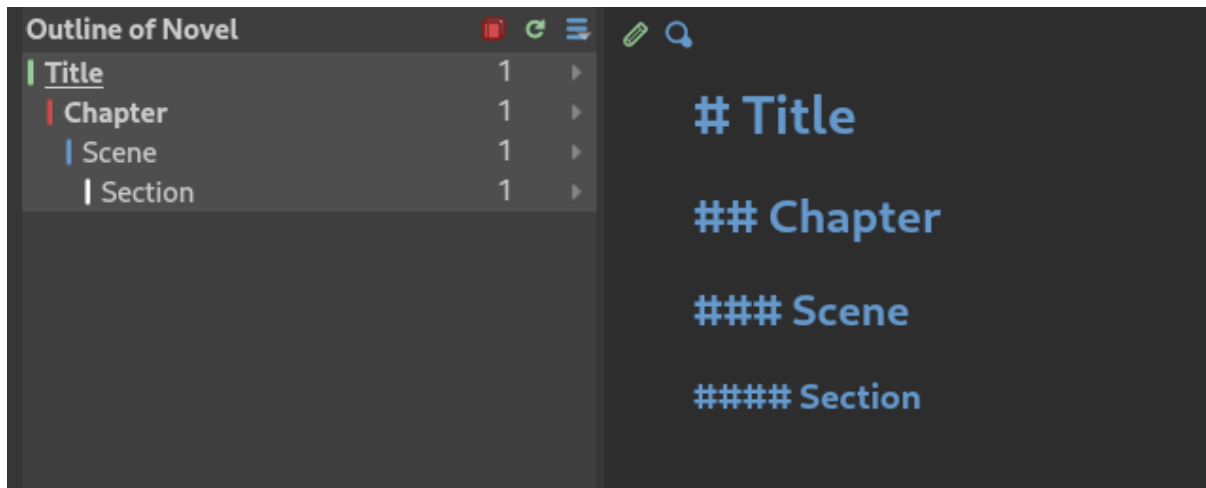 Outline of Novel
Title 1
Chapter 1
Scene 1
Section 1
# Title
## Chapter
### Scene
#### Section